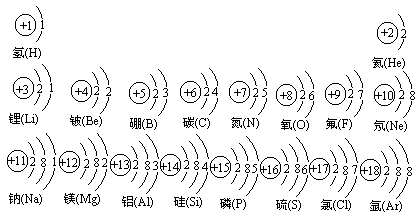 +1 1 +2 2
氢(H) 氦(He)
+3 2 1 +4 2 2 +5 2 3 +6 2 4 +7 2 5 +8 2 6 +9 2 7 +10 2 8
锂(Li) 铍(Be) 硼(B) 碳(C) 氮(N) 氧(O) 氟(F) 氖(Ne)
+11 2 8 1 +12 2 8 2 +13 2 8 3 +14 2 8 4 +15 2 8 5 +16 2 8 6 +17 2 8 7 +18 2 8 8
钠(Na) 镁(Mg) 铝(Al) 硅(Si) 磷(P) 硫(S) 氯(Cl) 氩(Ar)